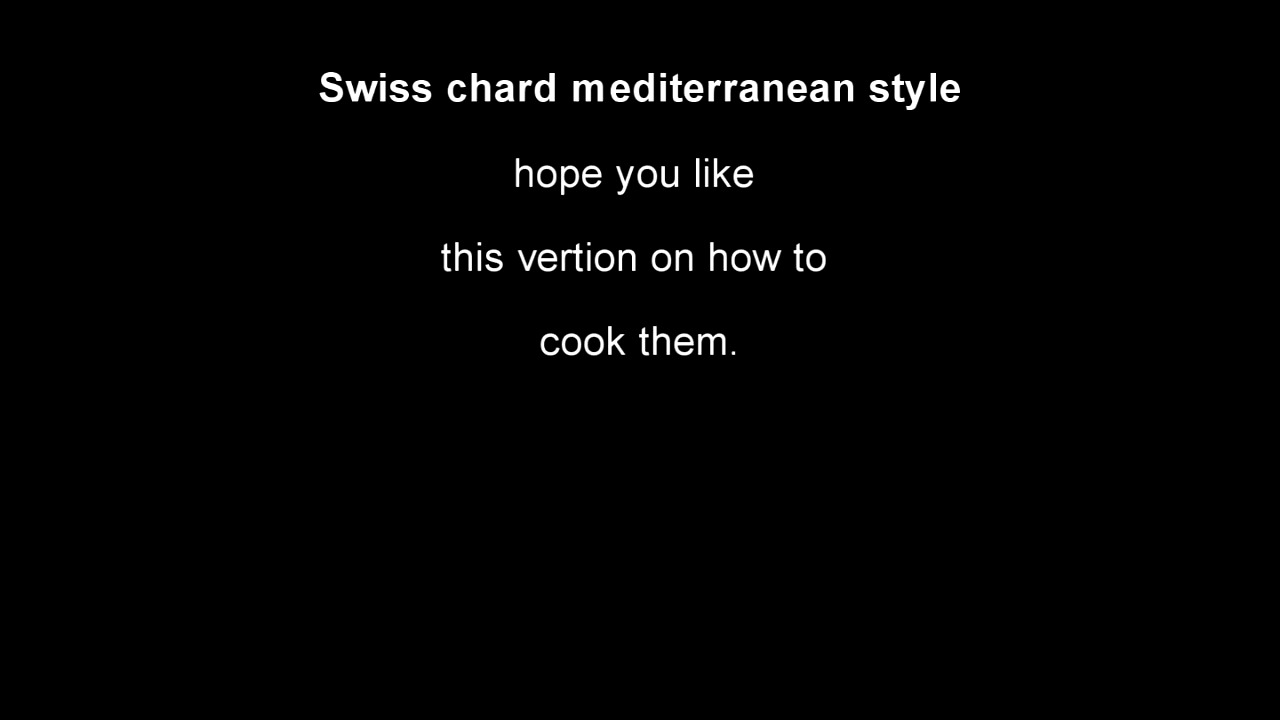 Swiss chard mediterranean style
hope you like
this vertion on how to
cook them.